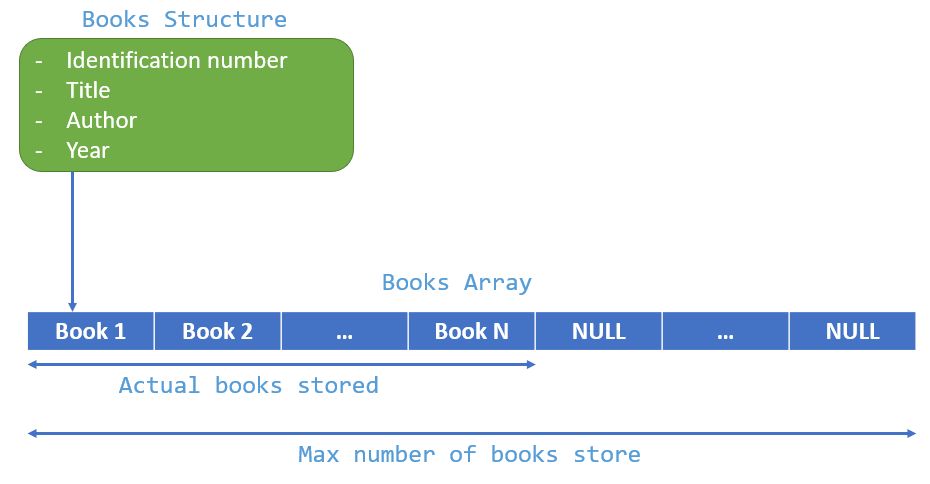 Books Structure
- Identification number
- Title
- Author
- Year
Books Array
Book 1 Book 2 ... Book N NULL ... NULL
Actual books stored
Max number of books store